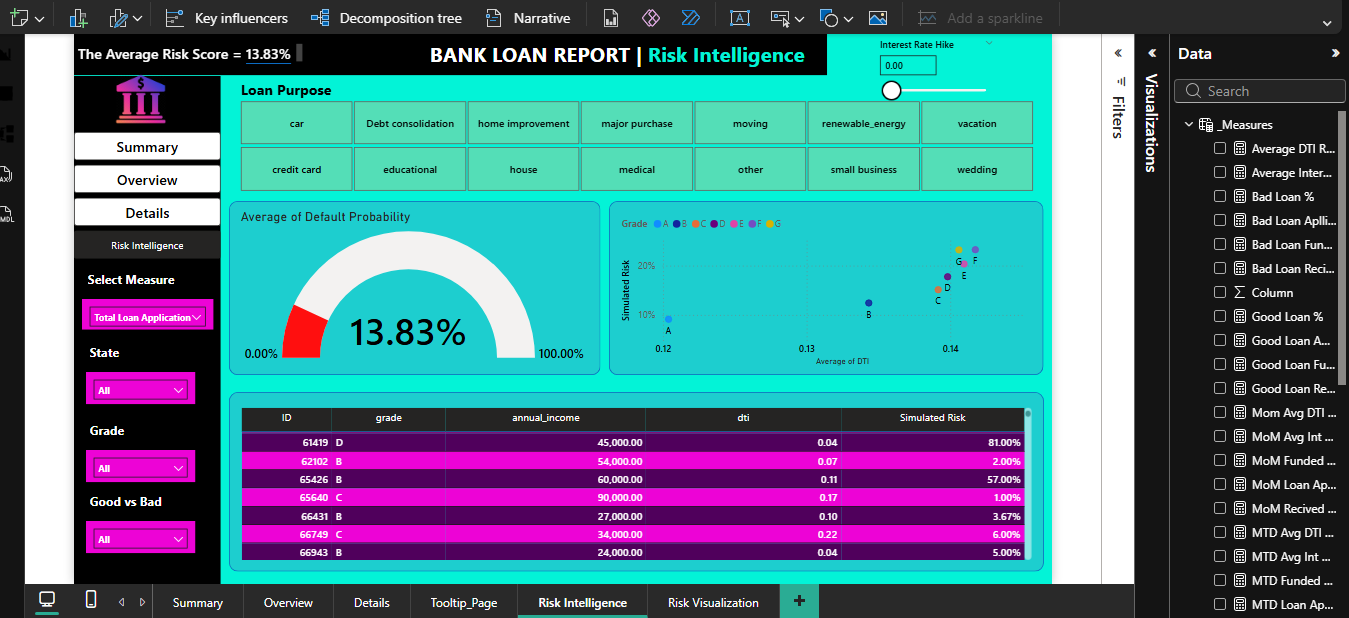 Key influencers
Decomposition tree
Narrative
Add a sparkline
The Average Risk Score = 13.83%
BANK LOAN REPORT | Risk Intelligence
Interest Rate Hike
0.00
Summary
Overview
Details
Risk Intelligence
Select Measure
Total Loan Application
State
All
Grade
All
Good vs Bad
All
Loan Purpose
car
Debt consolidation
home improvement
major purchase
moving
renewable_energy
vacation
credit card
educational
house
medical
other
small business
wedding
Average of Default Probability
13.83%
0.00%
100.00%
Grade A B C D E F G
Simulated Risk
20%
10%
A
B
C
D
E
F
G
0.12
0.13
0.14
Average of DTI
ID grade annual_income dti Simulated Risk
61419 D 45,000.00 0.04 81.00%
62102 B 54,000.00 0.07 2.00%
65426 B 60,000.00 0.11 57.00%
65640 C 90,000.00 0.17 1.00%
66431 B 27,000.00 0.10 3.67%
66749 C 34,000.00 0.22 6.00%
66943 B 24,000.00 0.04 5.00%
Filters
Visualizations
Data
Search
_Measures
Average DTI R...
Average Inter...
Bad Loan %
Bad Loan Aplli...
Bad Loan Fun...
Bad Loan Reci...
Column
Good Loan %
Good Loan A...
Good Loan Fu...
Good Loan Re...
Mom Avg DTI ...
MoM Avg Int ...
MoM Funded ...
MoM Loan Ap...
MoM Recived ...
MTD Avg DTI ...
MTD Avg Int ...
MTD Funded ...
MTD Loan Ap...
Summary
Overview
Details
Tooltip_Page
Risk Intelligence
Risk Visualization